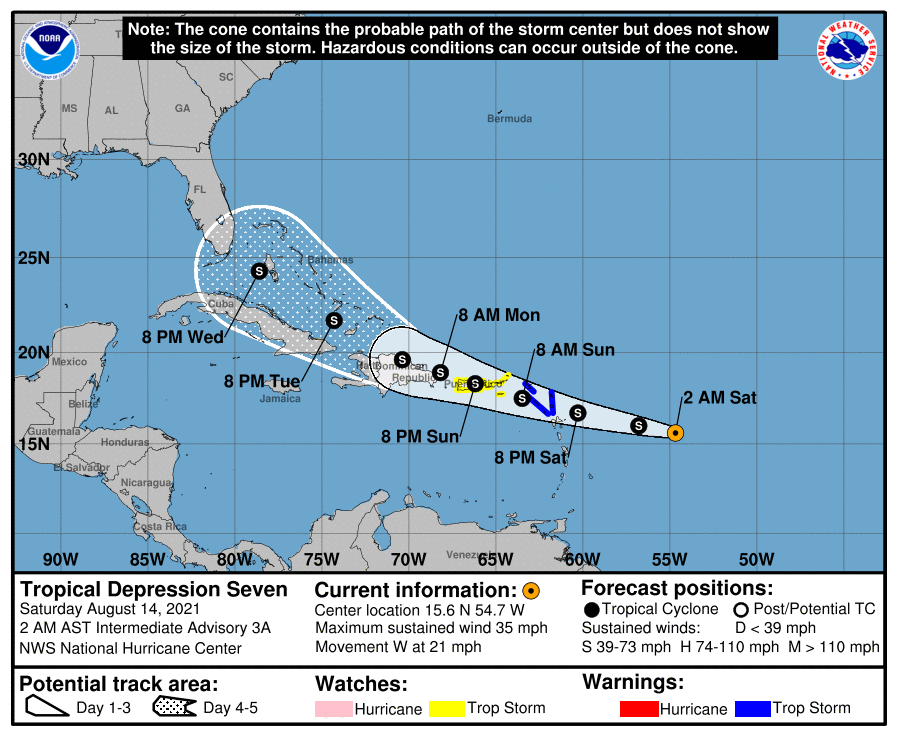 Note: The cone contains the probable path of the storm center but does not show
the size of the storm. Hazardous conditions can occur outside of the cone.
NOAA
NATIONAL WEATHER SERVICE
SC
MS
AL
GA
Bermuda
30N
FL
25N
Bahamas
S
Cuba
S
8 PM Wed
8 AM Mon
8 AM Sun
20N
Mexico
S
Dominican
Republic
S
8 PM Tue
Jamaica
S
Puerto Rico
S
2 AM Sat
Belize
S
S
Guatemala
15N
Honduras
8 PM Sun
8 PM Sat
El Salvador
Nicaragua
Costa Rica
Venezu
90W
85W
80W
75W
70W
65W
60W
55W
50W
Tropical Depression Seven
Saturday August 14, 2021
2 AM AST Intermediate Advisory 3A
NWS National Hurricane Center
Current information:
Center location 15.6 N 54.7 W
Maximum sustained wind 35 mph
Movement W at 21 mph
Forecast positions:
Tropical Cyclone
Post/Potential TC
Sustained winds:
D < 39 mph
S 39-73 mph
H 74-110 mph
M > 110 mph
Potential track area:
Day 1-3
Day 4-5
Watches:
Hurricane
Trop Storm
Warnings:
Hurricane
Trop Storm